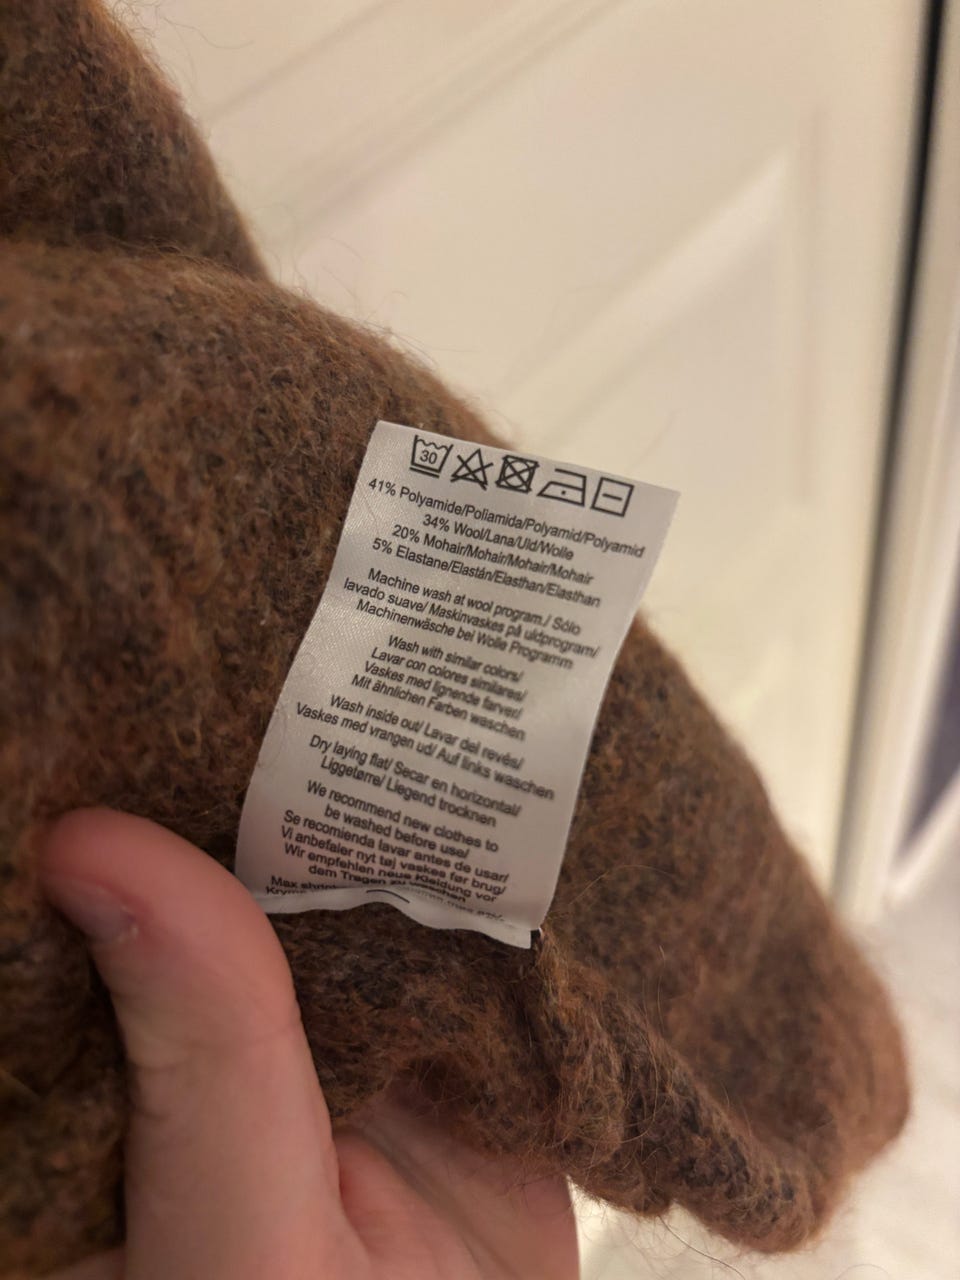 30
41% Polyamide/Poliamida/Polyamid/Polyamid
34% Wool/Lana/Uld/Wolle
20% Mohair/Mohair/Mohair/Mohair
5% Elastane/Elastán/Elasthan/Elasthan
Machine wash at wool program./ Sólo
lavado suave/ Maskinvaskes på uldprogram/
Machinenwäsche bei Wolle Programm
Wash with similar colors/
Lavar con colores similares/
Vaskes med lignende farver/
Mit ähnlichen Farben waschen
Wash inside out/ Lavar del revés/
Vaskes med vrangen ud/ Auf links waschen
Dry laying flat/ Secar en horizontal/
Liggetørre/ Liegend trocknen
We recommend new clothes to
be washed before use/
Se recomienda lavar antes de usar/
Vi anbefaler nyt tøj vaskes før brug/
Wir empfehlen neue Kleidung vor
dem Tragen zu waschen
Max